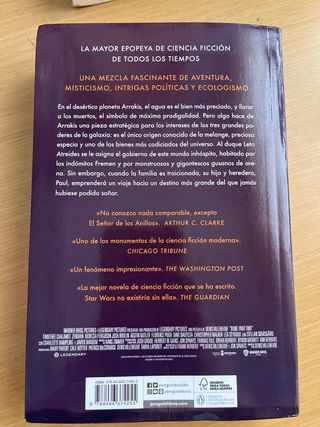 LA MAYOR EPOPEYA DE CIENCIA FICCIÓN
DE TODOS LOS TIEMPOS
UNA MEZCLA FASCINANTE DE AVENTURA,
MISTICISMO, INTRIGAS POLÍTICAS Y ECOLOGISMO
En el desértico planeta Arrakis, el agua es el bien más preciado, y llorar
a los muertos, el símbolo de máxima prodigalidad. Pero algo hace de
Arrakis una pieza estratégica para los intereses de los tres grandes po-
deres de la galaxia: es el único origen conocido de la melange, preciosa
especia y uno de los bienes más codiciados del universo. Al duque Leto
Atreides se le asigna el gobierno de este mundo inhóspito, habitado por
los indómitos Fremen y por monstruosos y gigantescos gusanos de are-
na. Sin embargo, cuando la familia es traicionada, su hijo y heredero,
Paul, emprenderá un viaje hacia un destino más grande del que jamás
hubiese podido soñar.
«No conozco nada comparable, excepto
El Señor de los Anillos». ARTHUR C. CLARKE
«Uno de los monumentos de la ciencia ficción moderna».
CHICAGO TRIBUNE
«Un fenómeno impresionante». THE WASHINGTON POST
«La mejor novela de ciencia ficción que se ha escrito.
Star Wars no existiría sin ella». THE GUARDIAN
LEGENDARY
penguinlibros.com
penguinlibros